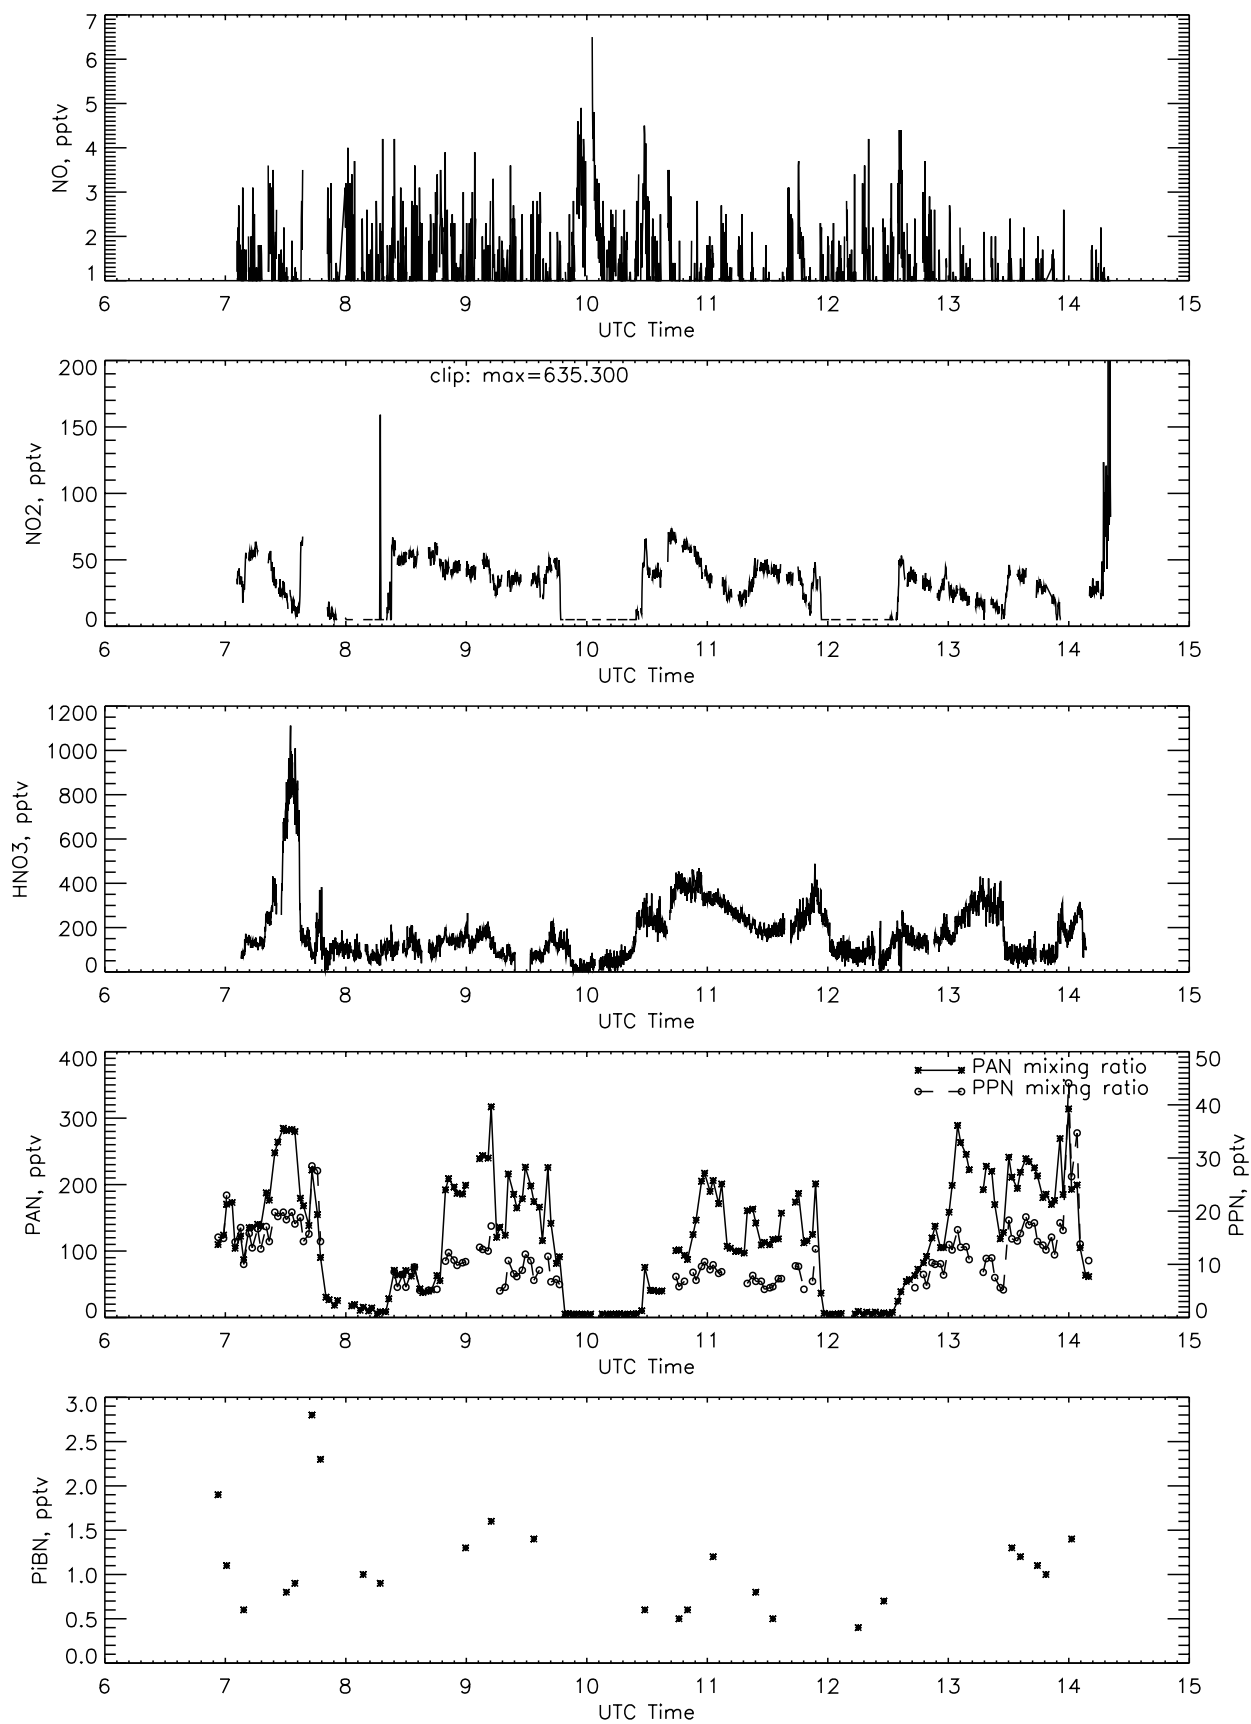 7
6
5
4
3
2
1
NO, pptv
6 7 8 9 10 11 12 13 14 15
UTC Time
clip: max=635.300
200
150
100
50
0
NO2, pptv
6 7 8 9 10 11 12 13 14 15
UTC Time
1200
1000
800
600
400
200
0
HNO3, pptv
6 7 8 9 10 11 12 13 14 15
UTC Time
PAN mixing ratio
PPN mixing ratio
400
300
200
100
0
PAN, pptv
50
40
30
20
10
0
PPN, pptv
6 7 8 9 10 11 12 13 14 15
UTC Time
3.0
2.5
2.0
1.5
1.0
0.5
0.0
PiBN, pptv
6 7 8 9 10 11 12 13 14 15
UTC Time